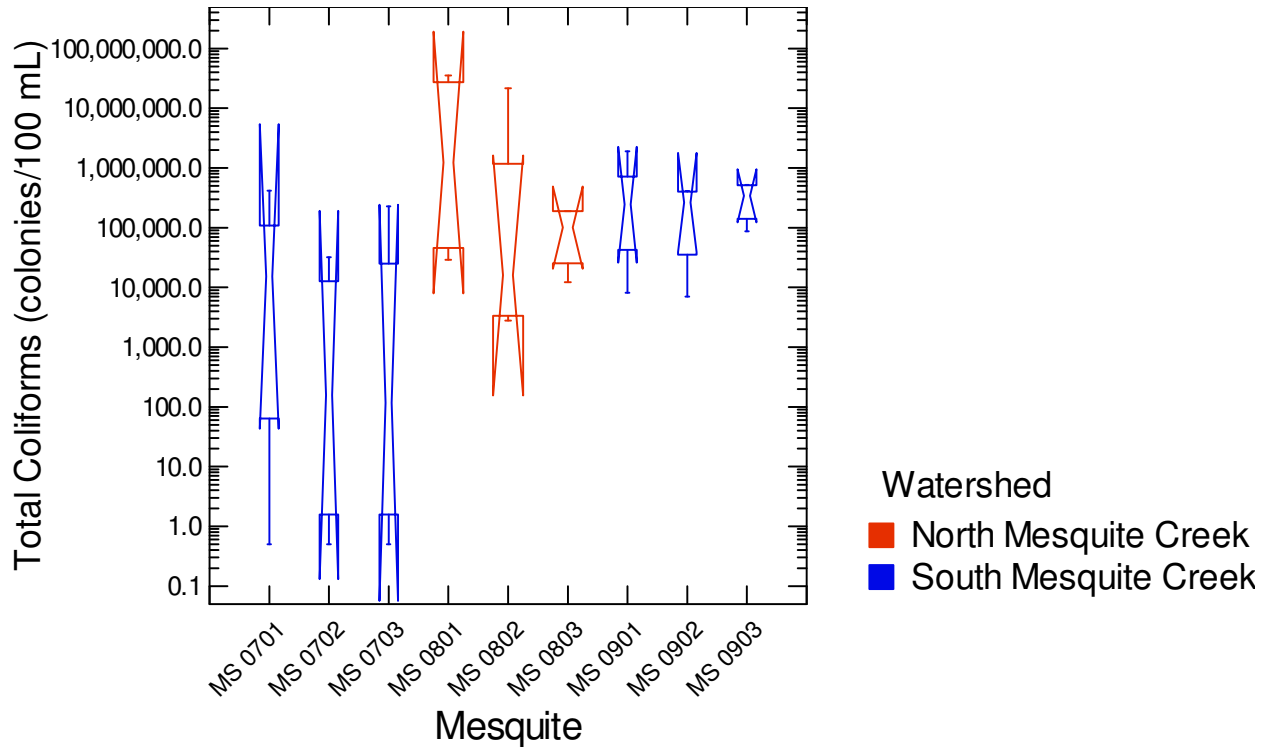 Total Coliforms (colonies/100 mL)
100,000,000.0
10,000,000.0
1,000,000.0
100,000.0
10,000.0
1,000.0
100.0
10.0
1.0
0.1
MS 0701
MS 0702
MS 0703
MS 0801
MS 0802
MS 0803
MS 0901
MS 0902
MS 0903
Mesquite
Watershed
North Mesquite Creek
South Mesquite Creek